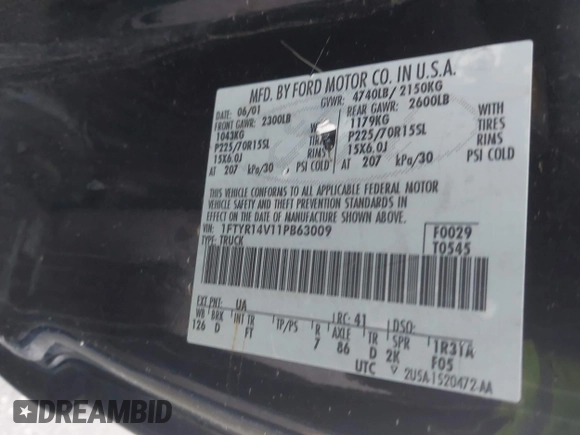 MFD. BY FORD MOTOR CO. IN U.S.A.
DATE: 06/01 GVWR: 4740LB/ 2150KG
FRONT GAWR: 2300LB REAR GAWR: 2600LB
1043KG WITH 1179KG WITH
P225/70R15SL TIRES P225/70R15SL TIRES
15X6.0J RIMS 15X6.0J RIMS
AT 207 kPa/30 PSI COLD AT 207 kPa/30 PSI COLD
THIS VEHICLE CONFORMS TO ALL APPLICABLE FEDERAL MOTOR
VEHICLE SAFETY AND THEFT PREVENTION STANDARDS IN EFFECT
ON THE DATE OF MANUFACTURE SHOWN ABOVE.
VIN: 1FTYR14V11PB63009 F0029
TYPE: TRUCK T0545
EXT PNT: UA RC: 41 DSO:
WB BRK INT TR TP/PS R AXLE TR SPR 1R31A
126 D FF 7 86 D 2K F05
UTC 2U5A 1520472 AA
DREAMBID